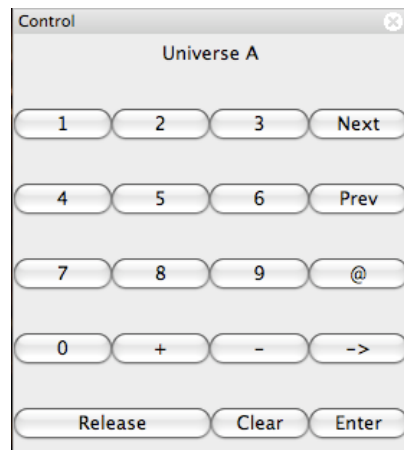 Control
Universe A
1 2 3 Next
4 5 6 Prev
7 8 9 @
0 + - ->
Release Clear Enter